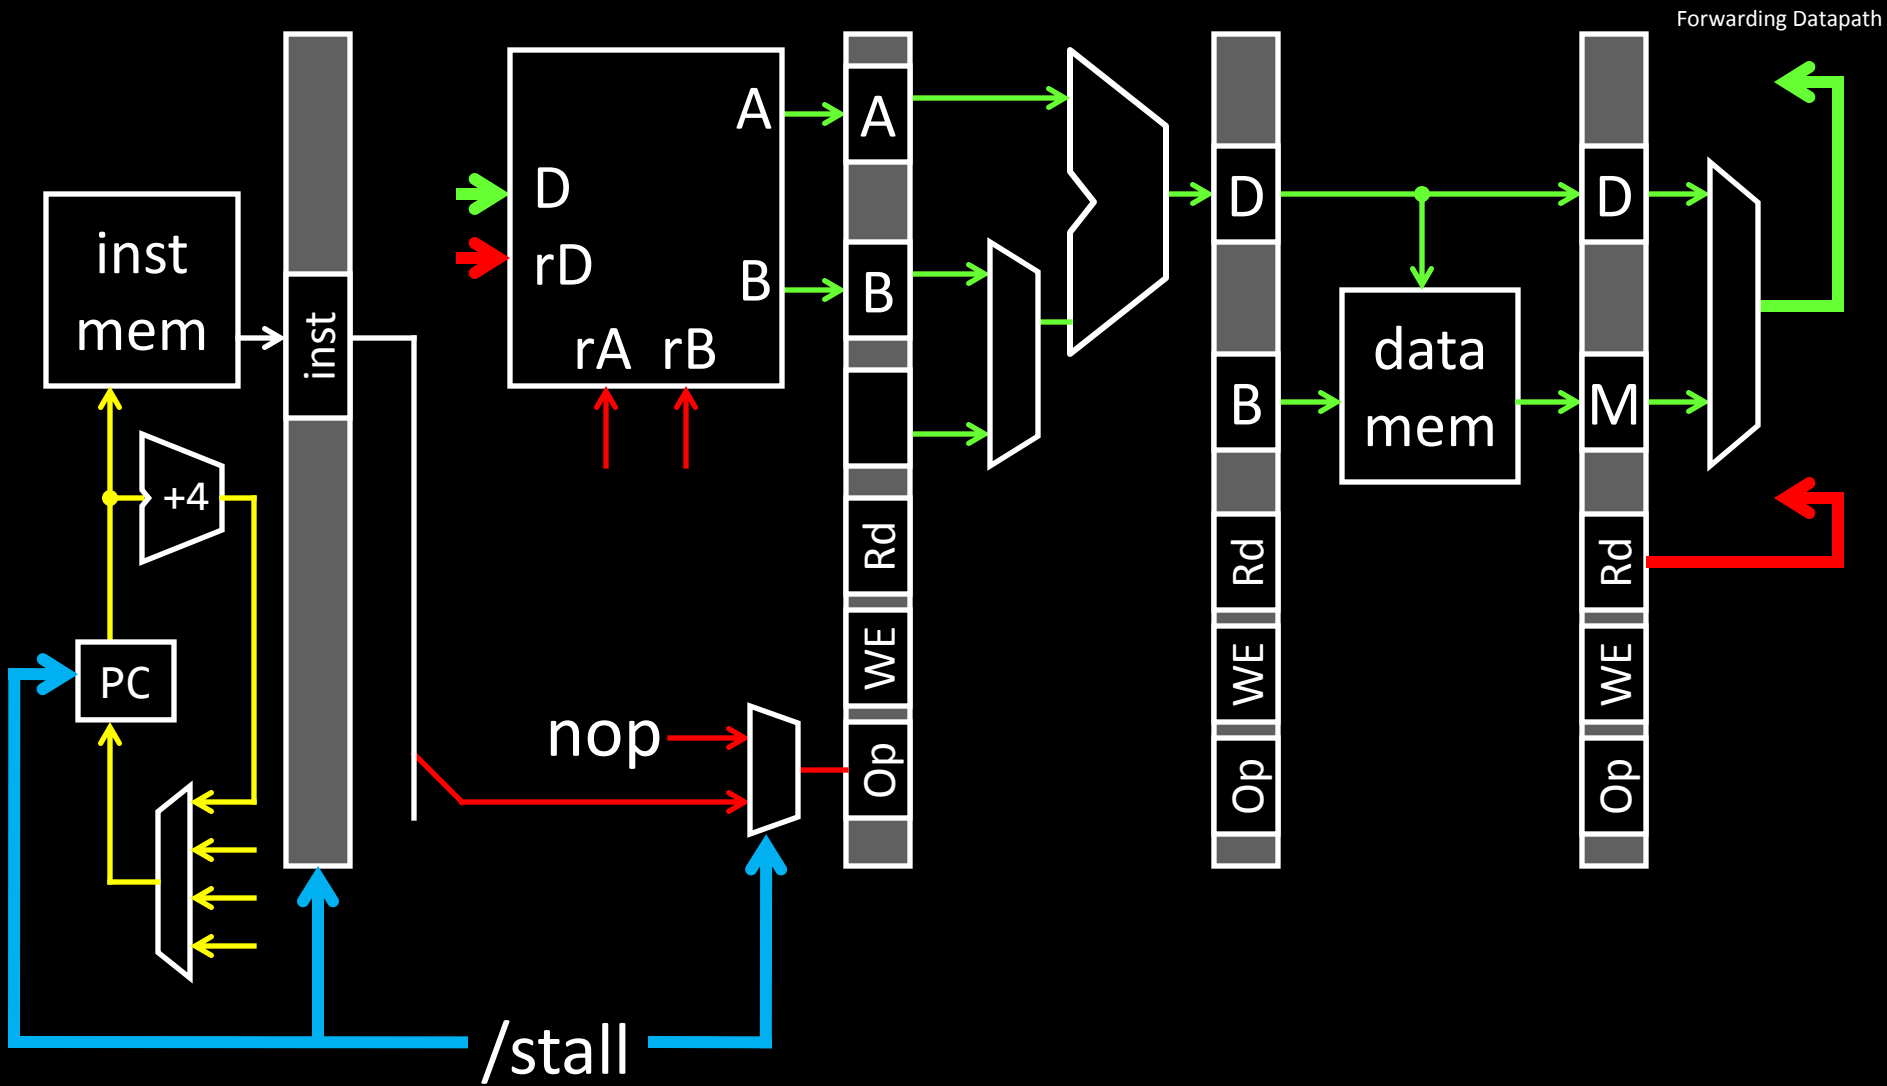 Forwarding Datapath
inst
mem
+4
PC
inst
A
D
rD
B
rA rB
nop
/stall
A
B
Rd
WE
Op
D
B
Rd
WE
Op
data
mem
D
M
Rd
WE
Op